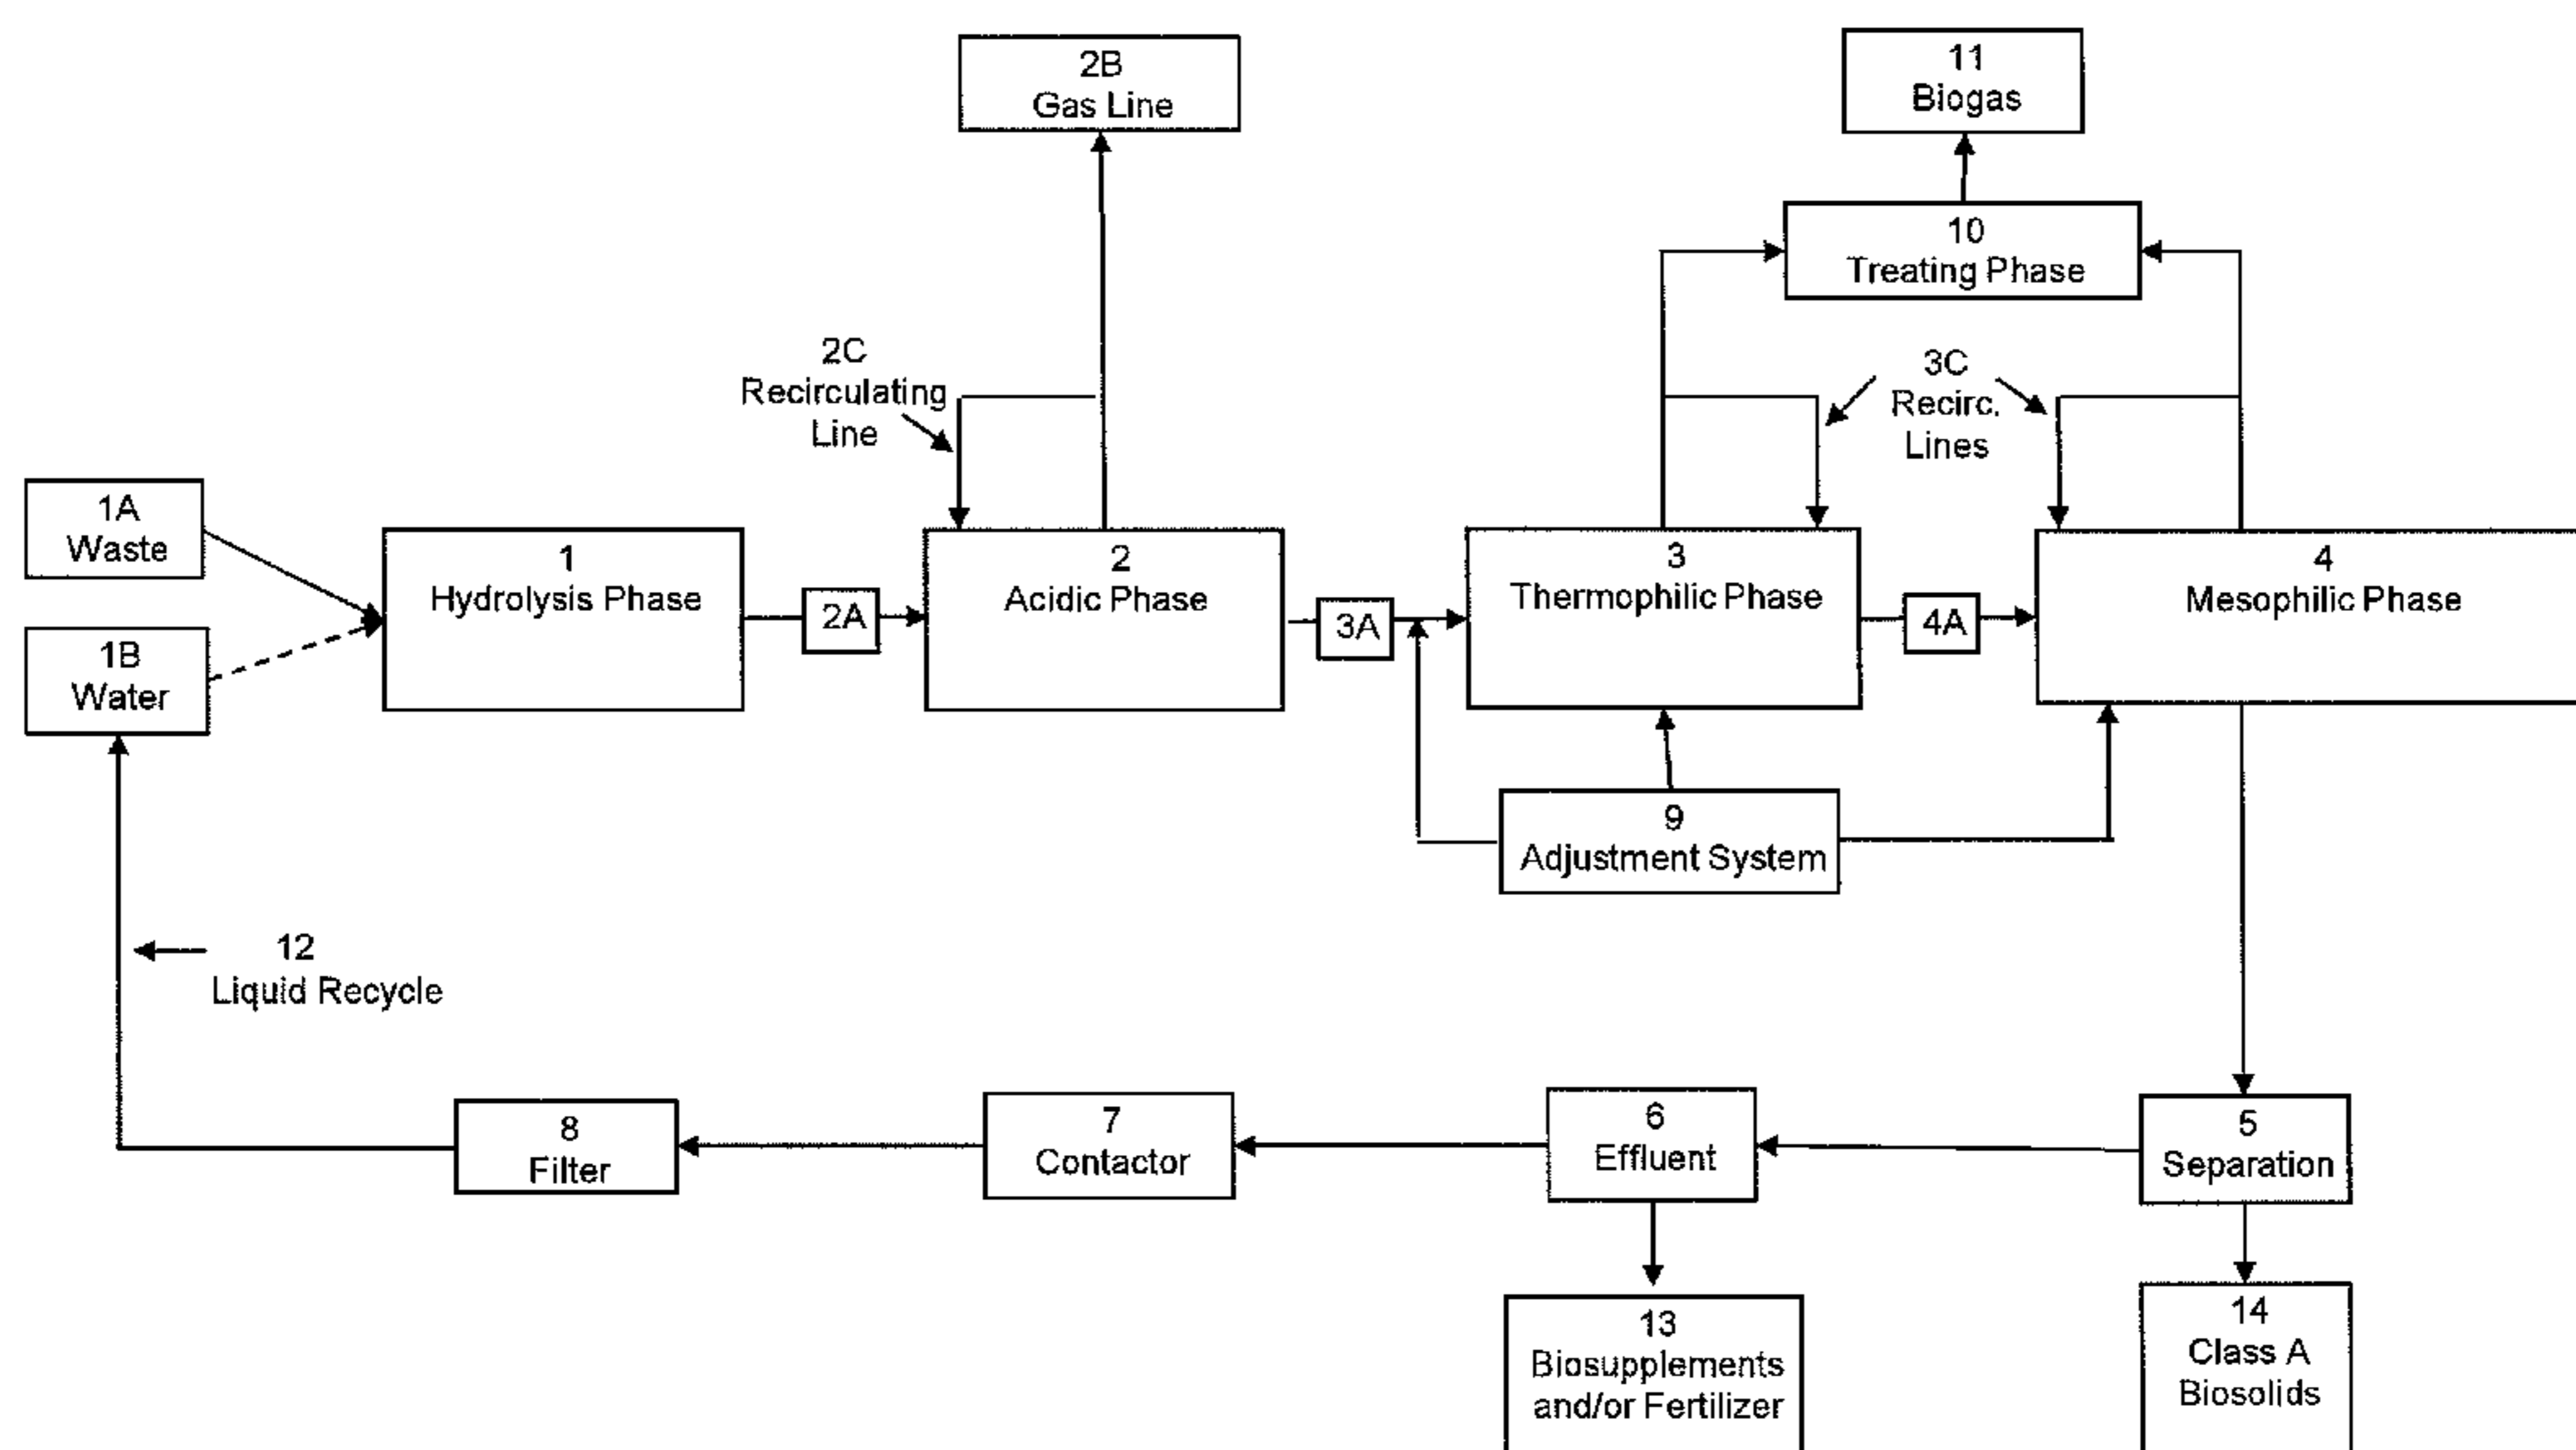 2B
Gas Line
11
Biogas
10
Treating Phase
2C
Recirculating
Line
3C
Recirc.
Lines
1A
Waste
1B
Water
1
Hydrolysis Phase
2A
2
Acidic Phase
3A
3
Thermophilic Phase
4A
4
Mesophilic Phase
9
Adjustment System
12
Liquid Recycle
8
Filter
7
Contactor
6
Effluent
5
Separation
13
Biosupplements
and/or Fertilizer
14
Class A
Biosolids